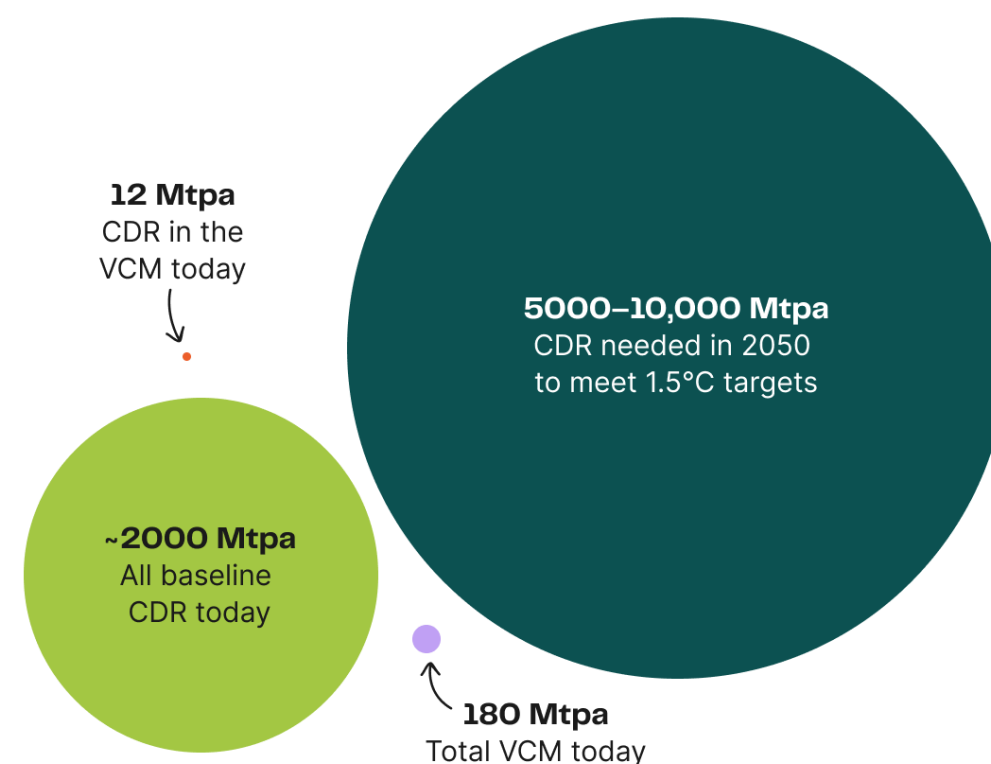 12 Mtpa
CDR in the
VCM today
5000–10,000 Mtpa
CDR needed in 2050
to meet 1.5°C targets
~2000 Mtpa
All baseline
CDR today
180 Mtpa
Total VCM today